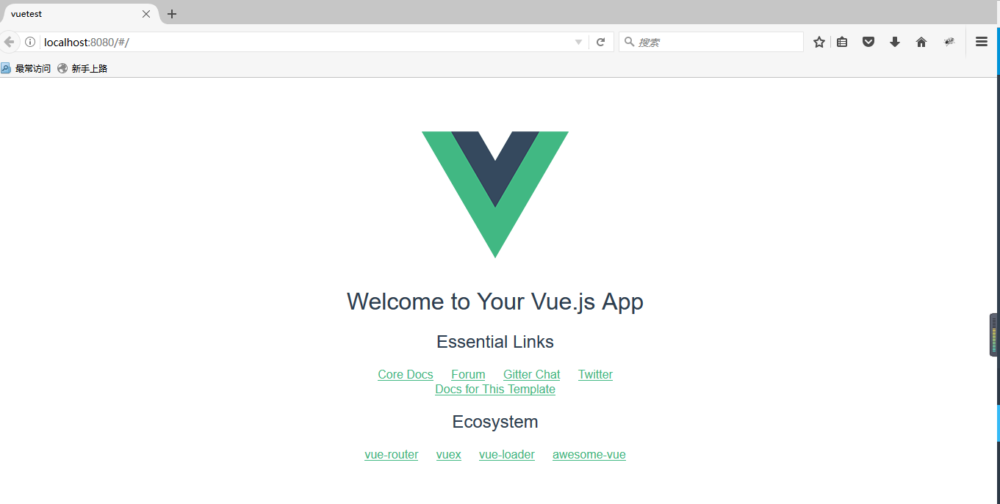 vuetest
localhost:8080/#/
搜索
最常访问 新手上路
Welcome to Your Vue.js App
Essential Links
Core Docs Forum Gitter Chat Twitter
Docs for This Template
Ecosystem
vue-router vuex vue-loader awesome-vue